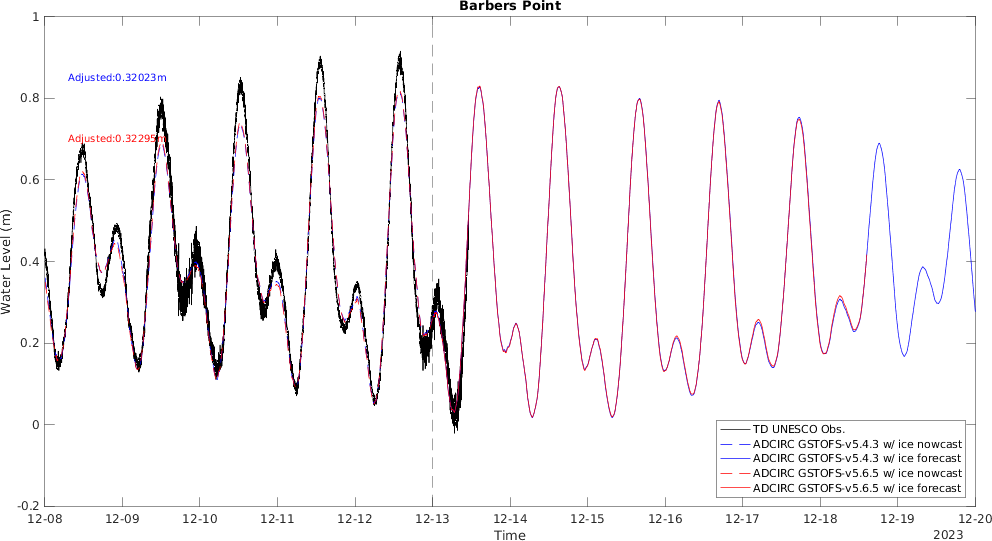 Barbers Point
1
0.8
0.6
0.4
0.2
0
-0.2
Water Level (m)
Adjusted:0.32023m
Adjusted:0.32295m
TD UNESCO Obs.
ADCIRC GSTOFS-v5.4.3 w/ ice nowcast
ADCIRC GSTOFS-v5.4.3 w/ ice forecast
ADCIRC GSTOFS-v5.6.5 w/ ice nowcast
ADCIRC GSTOFS-v5.6.5 w/ ice forecast
12-08 12-09 12-10 12-11 12-12 12-13 12-14 12-15 12-16 12-17 12-18 12-19 12-20
Time
2023